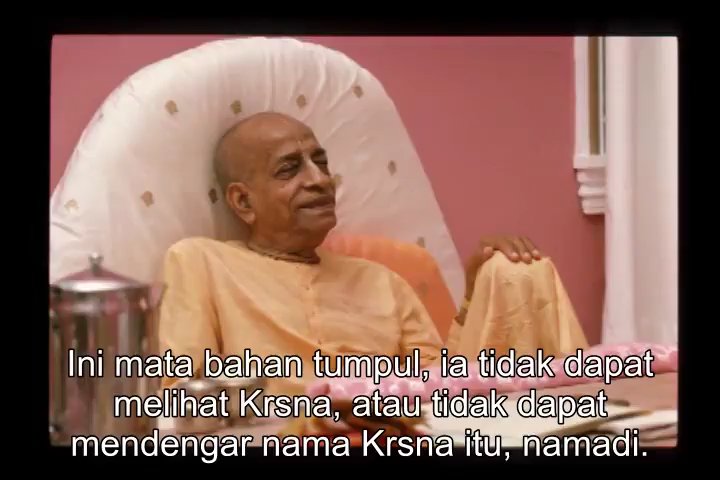 Ini mata bahan tumpul, ia tidak dapat
melihat Krsna, atau tidak dapat
mendengar nama Krsna itu, namadi.